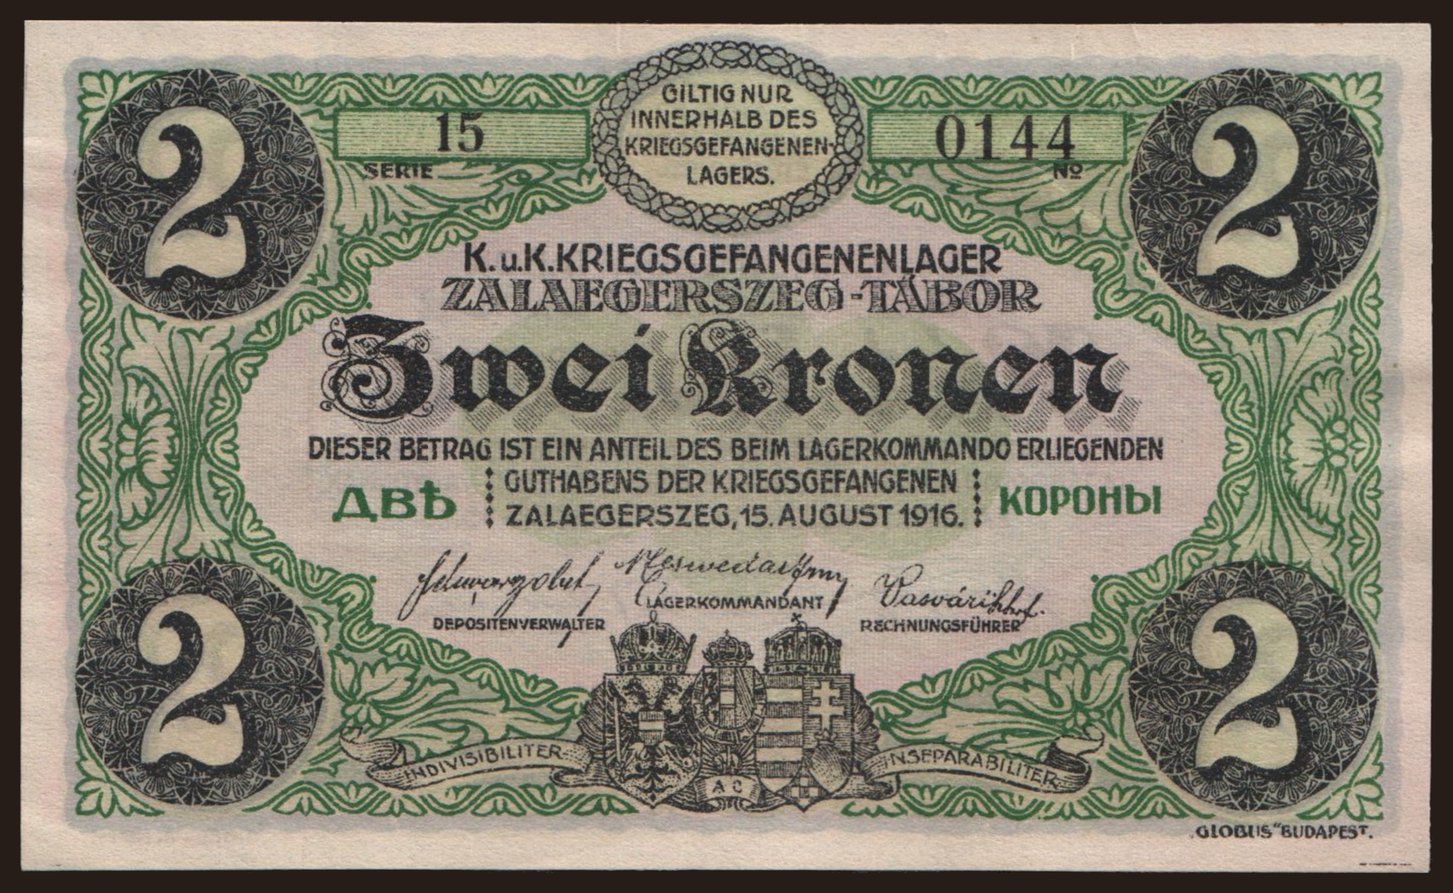 2
2
15
SERIE
GILTIG NUR
INNERHALB DES
KRIEGSGEFANGENEN-
LAGERS.
0144
No
K.u.K.KRIEGSGEFANGENENLAGER
ZALAEGERSZEG-TÁBOR
Zwei Kronen
DIESER BETRAG IST EIN ANTEIL DES BEIM LAGERKOMMANDO ERLIEGENDEN
GUTHABENS DER KRIEGSGEFANGENEN
ДВѢ
КОРОНЫ
ZALAEGERSZEG, 15. AUGUST 1916.
LAGERKOMMANDANT
DEPOSITENVERWALTER
RECHNUNGSFÜHRER
2
2
INDIVISIBILITER
INSEPARABILITER
AC
„GLOBUS“ BUDAPEST.